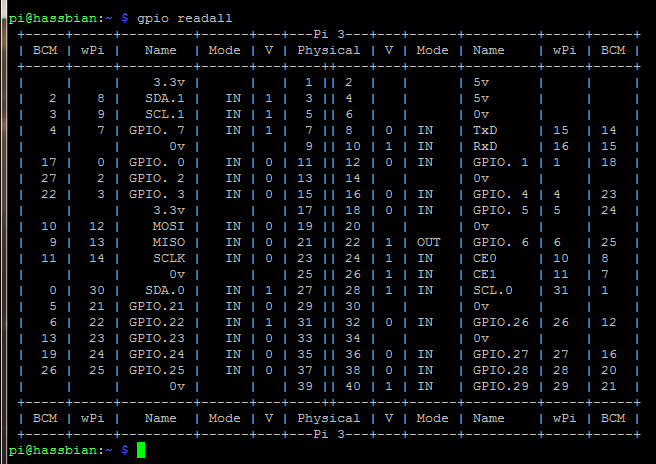 pi@hassbian:~ $ gpio readall
 +-----+-----+---------+------+---+---Pi 3---+---+------+---------+-----+-----+
 | BCM | wPi |   Name  | Mode | V | Physical | V | Mode | Name    | wPi | BCM |
 +-----+-----+---------+------+---+----++----+---+------+---------+-----+-----+
 |     |     |    3.3v |      |   |  1 || 2  |   |      | 5v      |     |     |
 |   2 |   8 |   SDA.1 |   IN | 1 |  3 || 4  |   |      | 5v      |     |     |
 |   3 |   9 |   SCL.1 |   IN | 1 |  5 || 6  |   |      | 0v      |     |     |
 |   4 |   7 | GPIO. 7 |   IN | 1 |  7 || 8  | 0 | IN   | TxD     | 15  | 14  |
 |     |     |      0v |      |   |  9 || 10 | 1 | IN   | RxD     | 16  | 15  |
 |  17 |   0 | GPIO. 0 |   IN | 0 | 11 || 12 | 0 | IN   | GPIO. 1 | 1   | 18  |
 |  27 |   2 | GPIO. 2 |   IN | 0 | 13 || 14 |   |      | 0v      |     |     |
 |  22 |   3 | GPIO. 3 |   IN | 0 | 15 || 16 | 0 | IN   | GPIO. 4 | 4   | 23  |
 |     |     |    3.3v |      |   | 17 || 18 | 0 | IN   | GPIO. 5 | 5   | 24  |
 |  10 |  12 |    MOSI |   IN | 0 | 19 || 20 |   |      | 0v      |     |     |
 |   9 |  13 |    MISO |   IN | 0 | 21 || 22 | 1 | OUT  | GPIO. 6 | 6   | 25  |
 |  11 |  14 |    SCLK |   IN | 0 | 23 || 24 | 1 | IN   | CE0     | 10  | 8   |
 |     |     |      0v |      |   | 25 || 26 | 1 | IN   | CE1     | 11  | 7   |
 |   0 |  30 |   SDA.0 |   IN | 1 | 27 || 28 | 1 | IN   | SCL.0   | 31  | 1   |
 |   5 |  21 | GPIO.21 |   IN | 0 | 29 || 30 |   |      | 0v      |     |     |
 |   6 |  22 | GPIO.22 |   IN | 1 | 31 || 32 | 0 | IN   | GPIO.26 | 26  | 12  |
 |  13 |  23 | GPIO.23 |   IN | 0 | 33 || 34 |   |      | 0v      |     |     |
 |  19 |  24 | GPIO.24 |   IN | 0 | 35 || 36 | 0 | IN   | GPIO.27 | 27  | 16  |
 |  26 |  25 | GPIO.25 |   IN | 0 | 37 || 38 | 0 | IN   | GPIO.28 | 28  | 20  |
 |     |     |      0v |      |   | 39 || 40 | 1 | IN   | GPIO.29 | 29  | 21  |
 +-----+-----+---------+------+---+----++----+---+------+---------+-----+-----+
 | BCM | wPi |   Name  | Mode | V | Physical | V | Mode | Name    | wPi | BCM |
 +-----+-----+---------+------+---+---Pi 3---+---+------+---------+-----+-----+
pi@hassbian:~ $